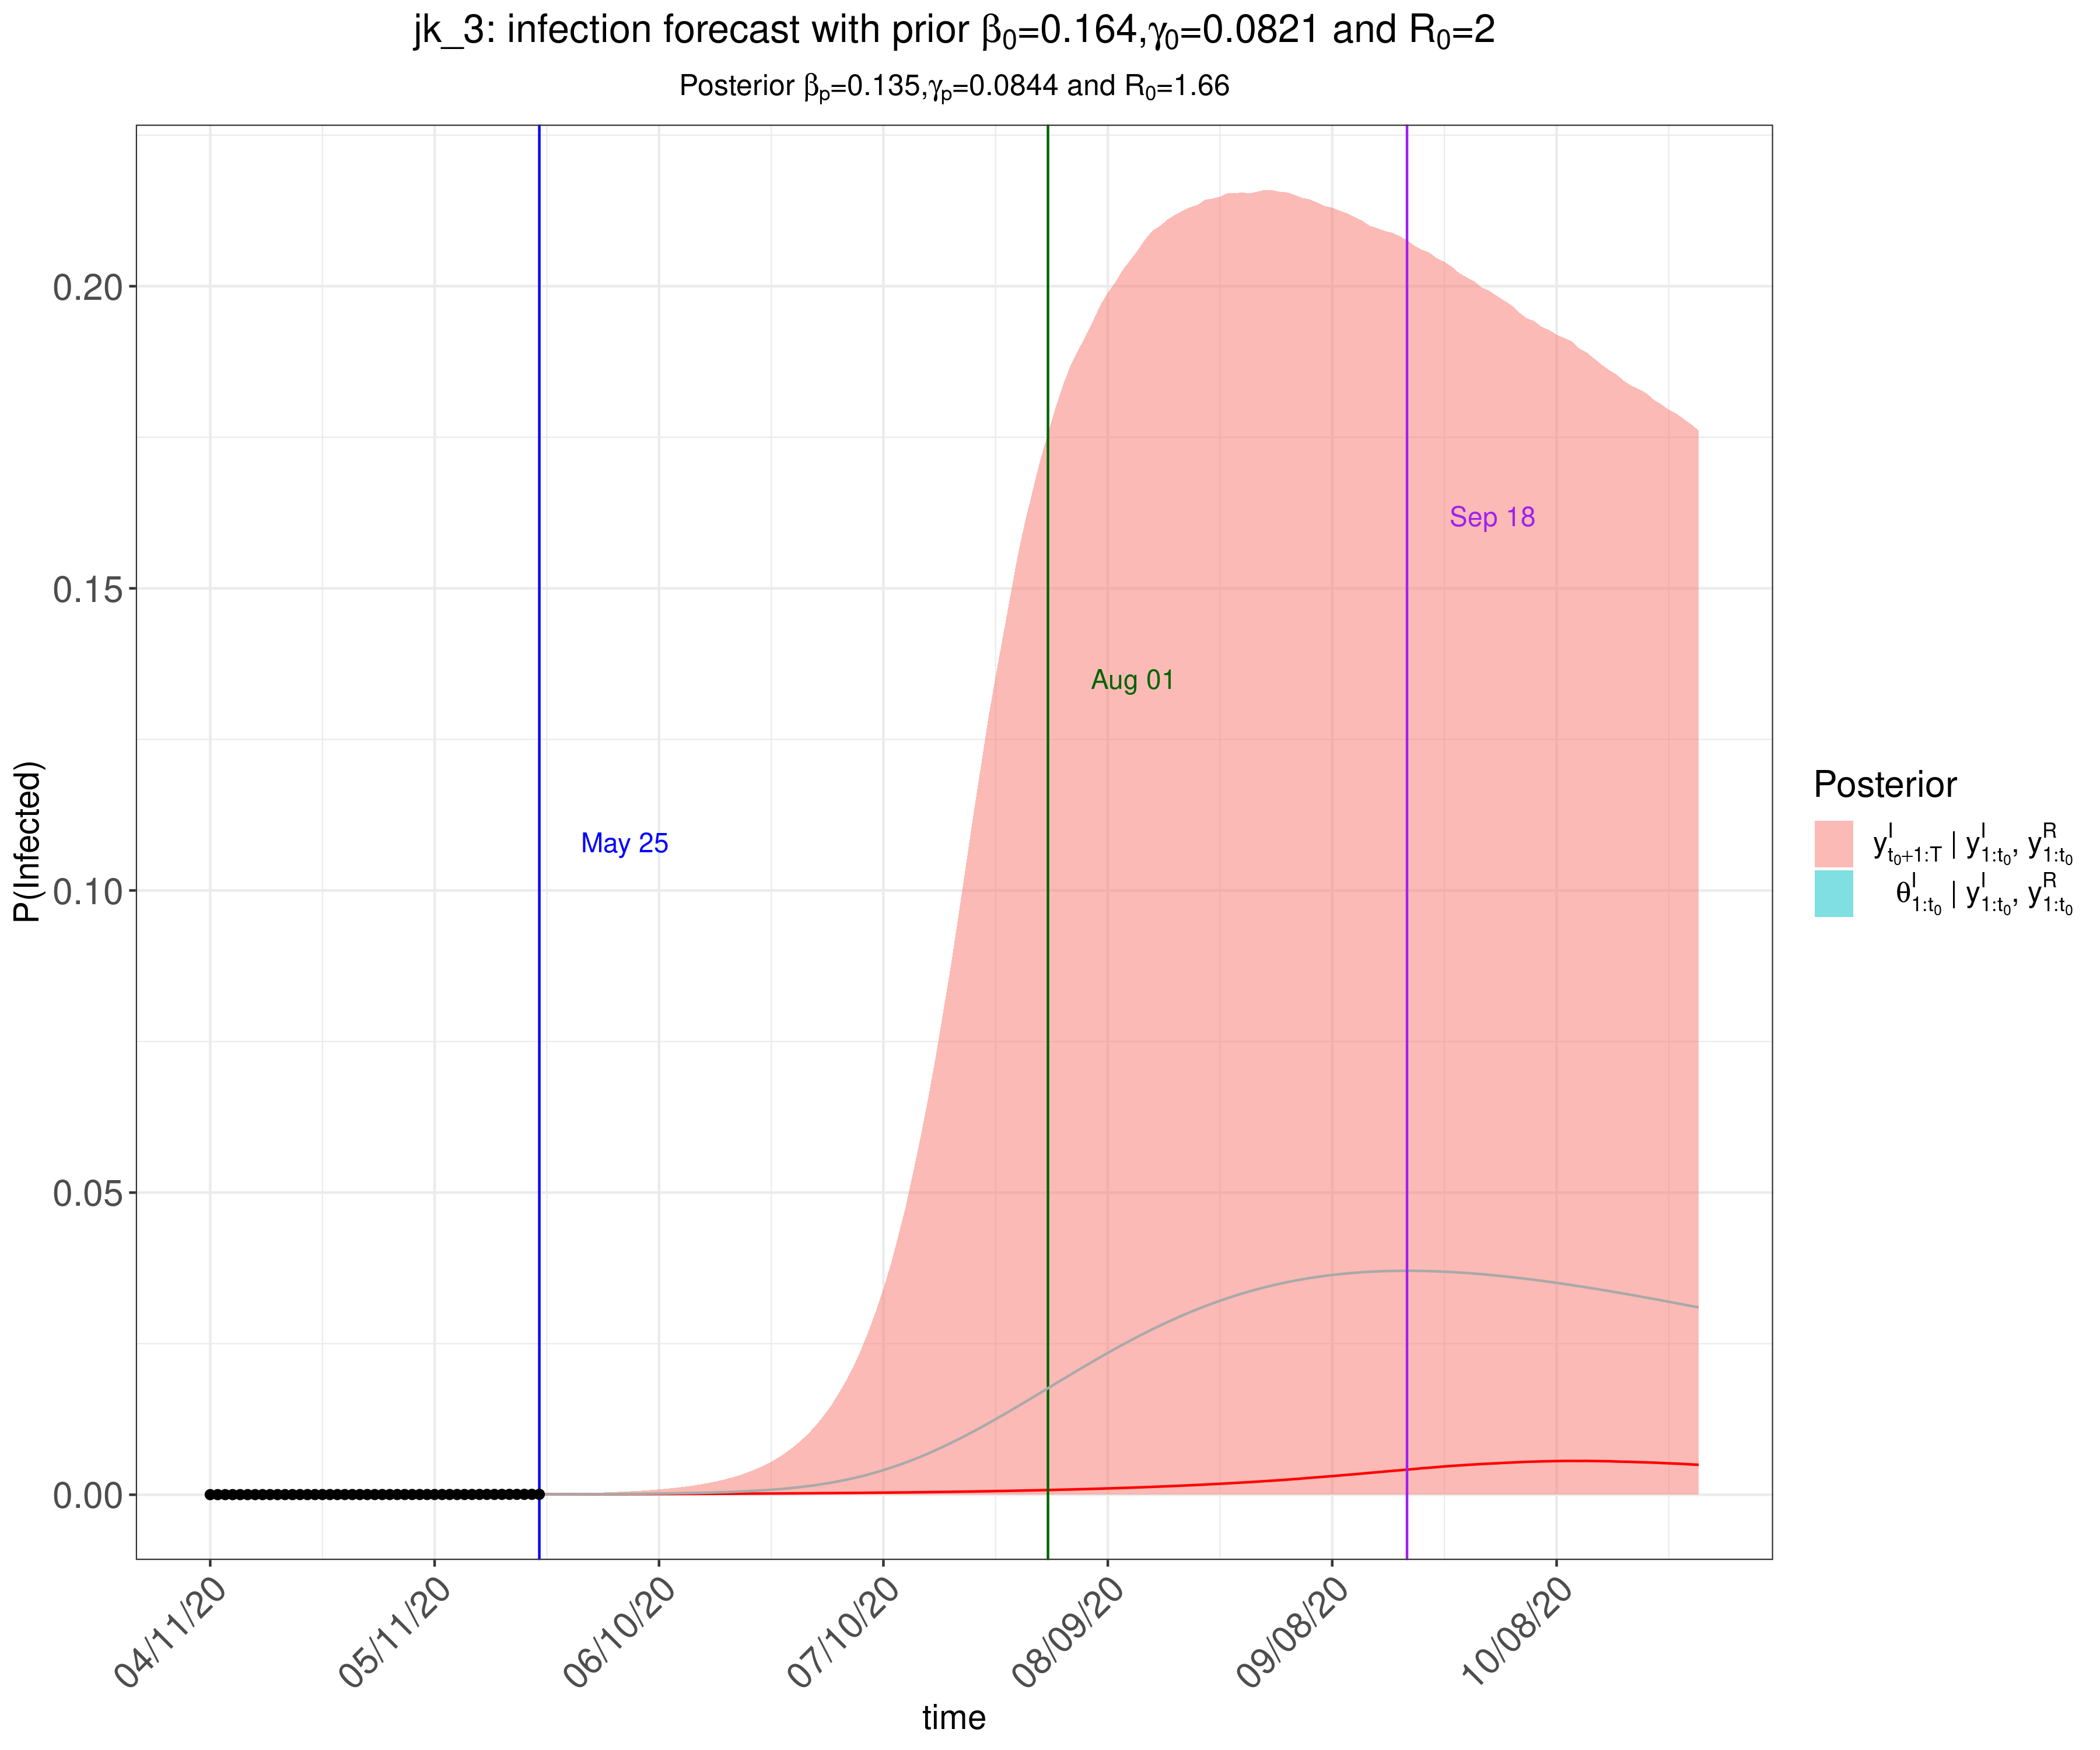 jk_3: infection forecast with prior β₀=0.164,γ₀=0.0821 and R₀=2
Posterior βₚ=0.135,γₚ=0.0844 and R₀=1.66
P(Infected)
0.20
0.15
0.10
0.05
0.00
Sep 18
Aug 01
May 25
04/11/20
05/11/20
06/10/20
07/10/20
08/09/20
09/08/20
10/08/20
time
Posterior
y^I_{t₀+1:T} | y^I_{1:t₀}, y^R_{1:t₀}
θ^I_{1:t₀} | y^I_{1:t₀}, y^R_{1:t₀}